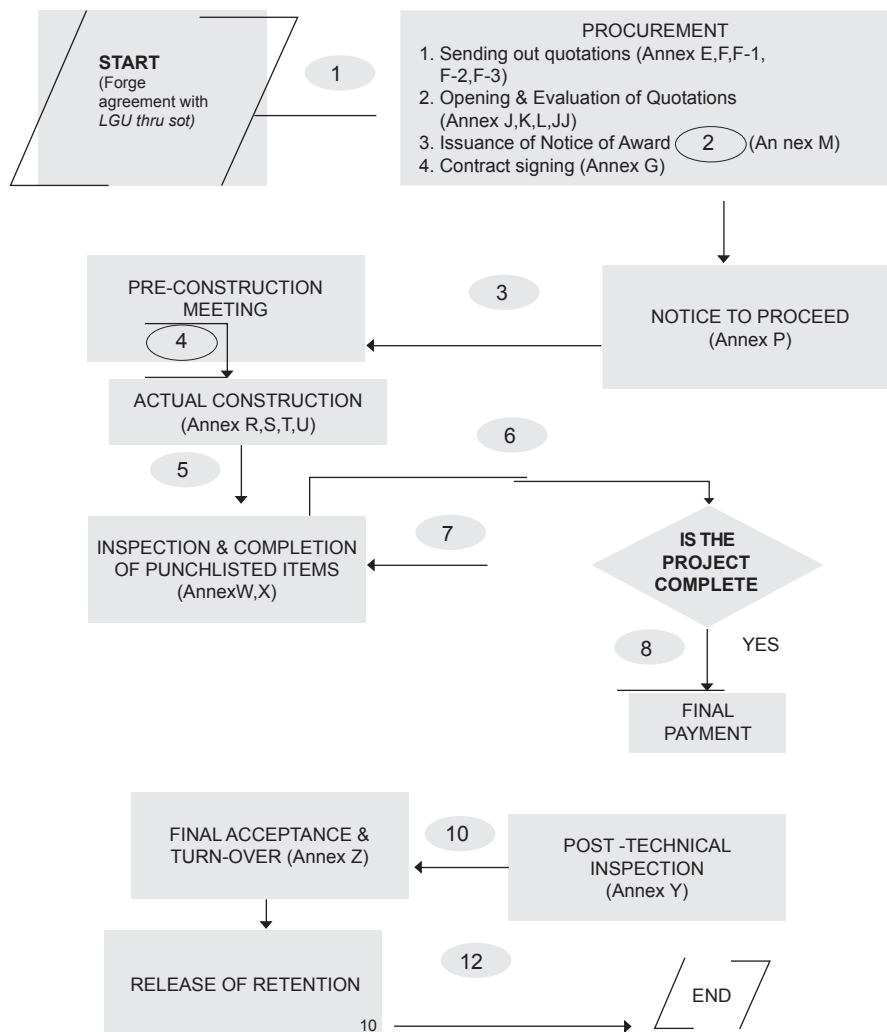 START
(Forge
agreement with
LGU thru sot)
1
PROCUREMENT
1. Sending out quotations (Annex E,F,F-1,
F-2,F-3)
2. Opening & Evaluation of Quotations
(Annex J,K,L,JJ)
3. Issuance of Notice of Award 2 (An nex M)
4. Contract signing (Annex G)
PRE-CONSTRUCTION
MEETING
4
3
NOTICE TO PROCEED
(Annex P)
ACTUAL CONSTRUCTION
(Annex R,S,T,U)
5
6
INSPECTION & COMPLETION
OF PUNCHLISTED ITEMS
(AnnexW,X)
7
IS THE
PROJECT
COMPLETE
8
YES
FINAL
PAYMENT
FINAL ACCEPTANCE &
TURN-OVER (Annex Z)
10
POST -TECHNICAL
INSPECTION
(Annex Y)
RELEASE OF RETENTION
10
12
END